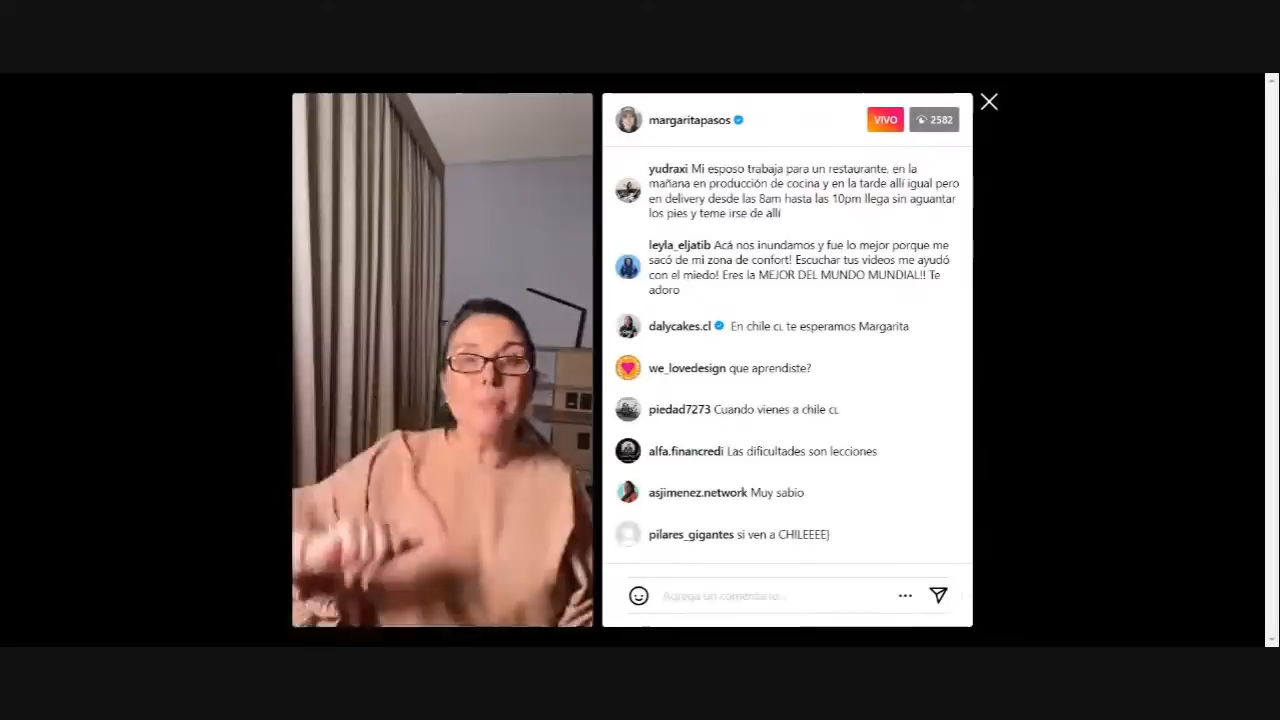 margaritapasos
VIVO
2582
yudraxi Mi esposo trabaja para un restaurante, en la
mañana en producción de cocina y en la tarde allí igual pero
en delivery desde las 8am hasta las 10pm llega sin aguantar
los pies y teme irse de allí
leyla_eljatib Acá nos inundamos y fue lo mejor porque me
sacó de mi zona de confort! Escuchar tus videos me ayudó
con el miedo! Eres la MEJOR DEL MUNDO MUNDIAL!! Te
adoro
dalycakes.cl En chile CL te esperamos Margarita
we_lovedesign que aprendiste?
piedad7273 Cuando vienes a chile CL
alfa.financredi Las dificultades son lecciones
asjimenez.network Muy sabio
pilares_gigantes si ven a CHILEEEE}
Agrega un comentario...